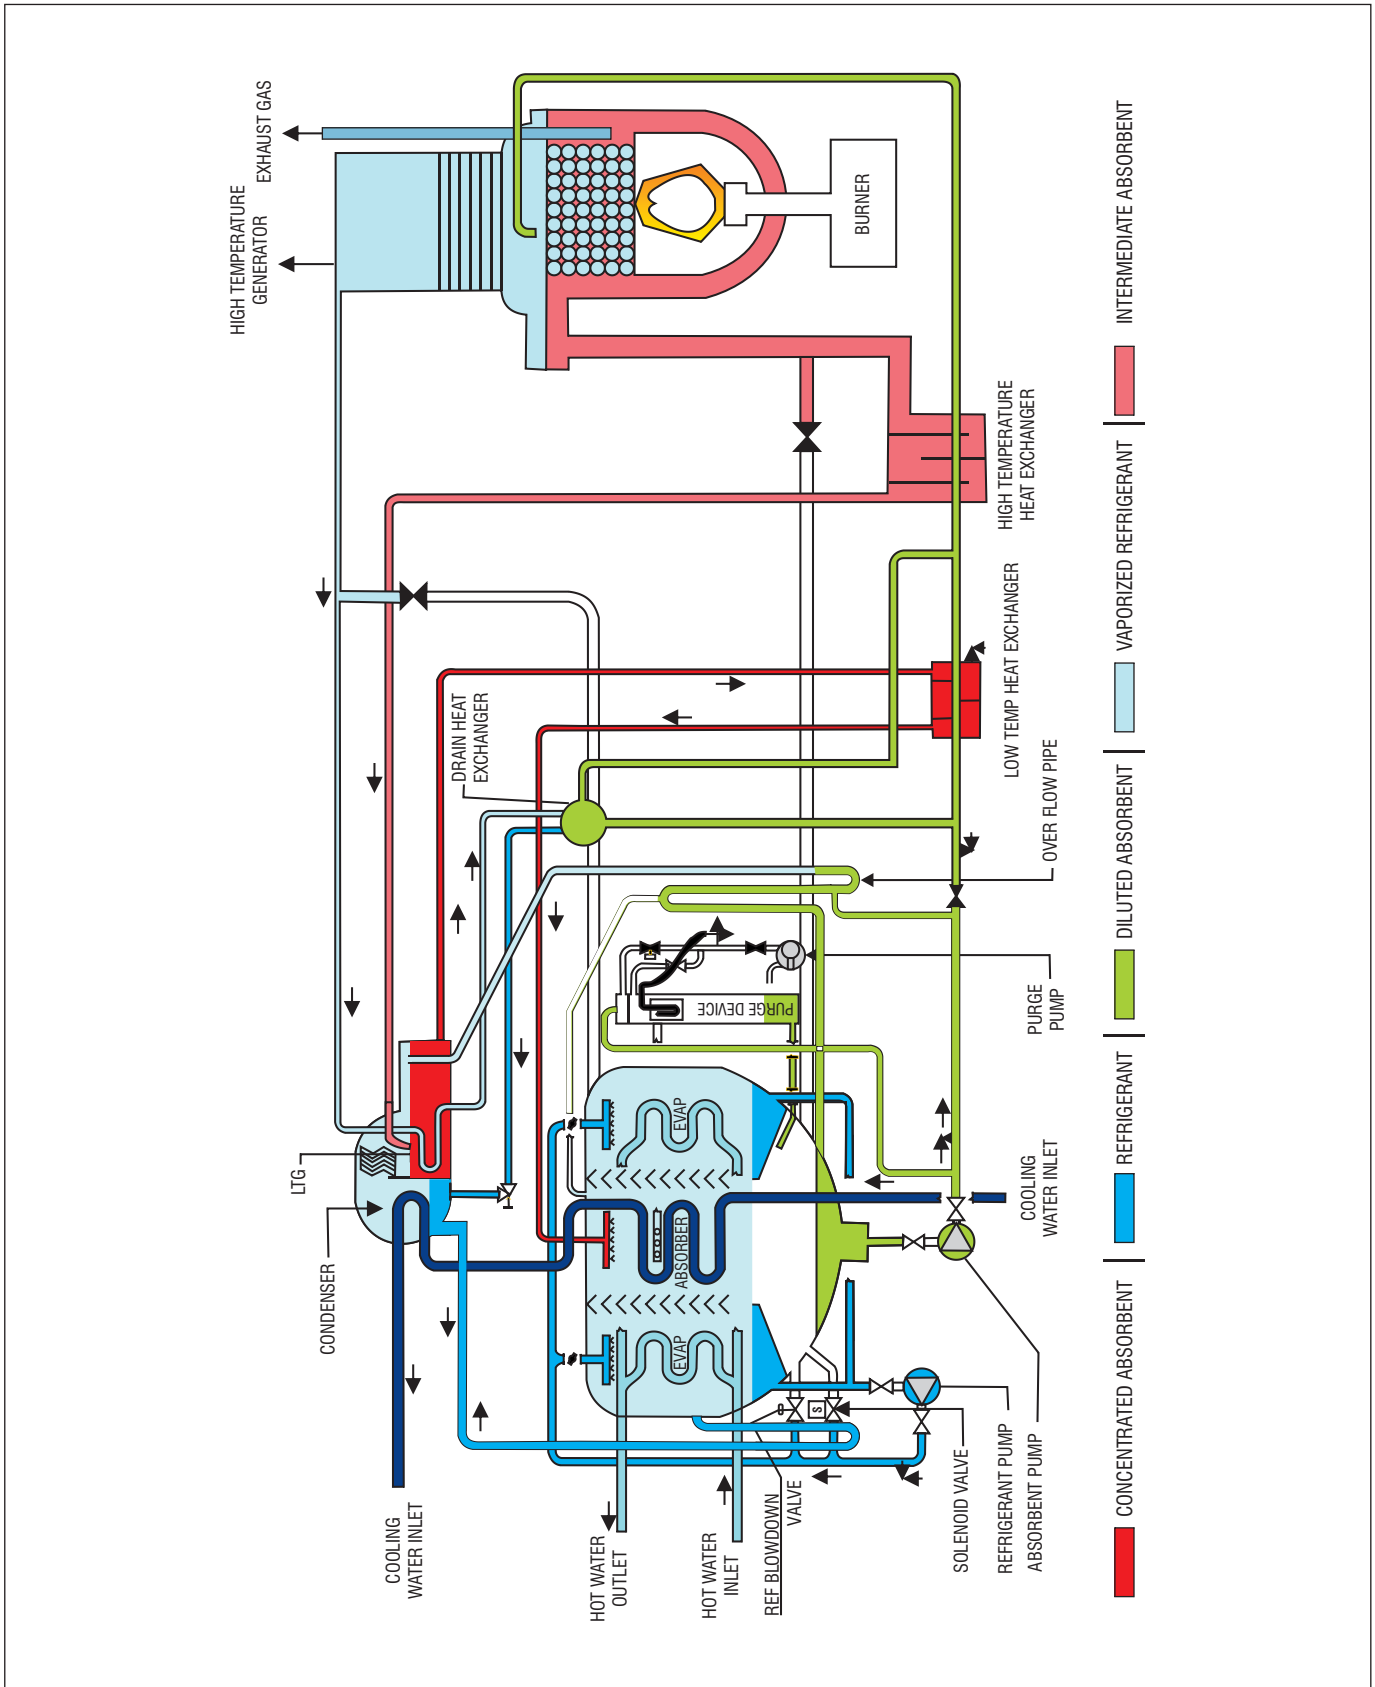 EXHAUST GAS
HIGH TEMPERATURE
GENERATOR
BURNER
HIGH TEMPERATURE
HEAT EXCHANGER
LOW TEMP HEAT EXCHANGER
DRAIN HEAT
EXCHANGER
OVER FLOW PIPE
PURGE DEVICE
PURGE
PUMP
LTG
CONDENSER
EVAP
ABSORBER
EVAP
COOLING
WATER INLET
COOLING
WATER INLET
HOT WATER
OUTLET
HOT WATER
INLET
REF BLOWDOWN
VALVE
S
SOLENOID VALVE
REFRIGERANT PUMP
ABSORBENT PUMP
CONCENTRATED ABSORBENT
REFRIGERANT
DILUTED ABSORBENT
VAPORIZED REFRIGERANT
INTERMEDIATE ABSORBENT